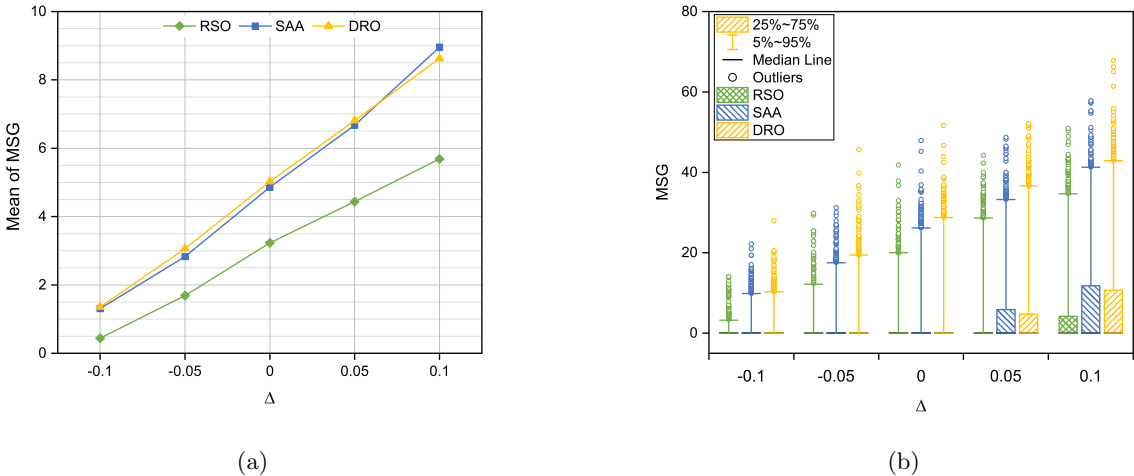 RSO SAA DRO
10
8
6
4
2
0
Mean of MSG
-0.1 -0.05 0 0.05 0.1
Δ
(a)
80
60
40
20
0
MSG
25%~75%
5%~95%
Median Line
Outliers
RSO
SAA
DRO
-0.1 -0.05 0 0.05 0.1
Δ
(b)